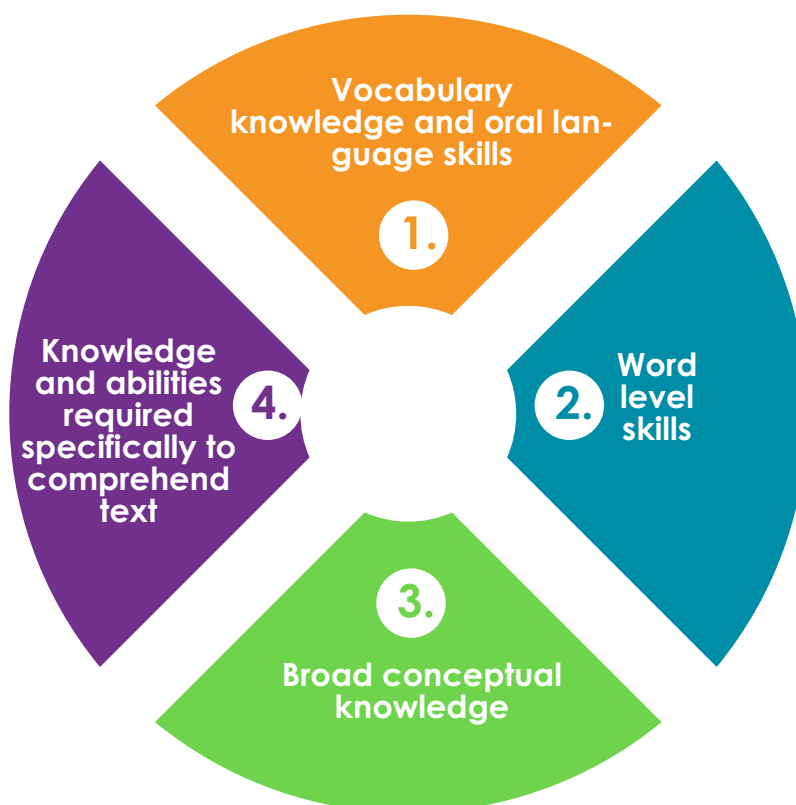 Vocabulary
knowledge and oral lan-
guage skills
1.
2.
Word
level
skills
3.
Broad conceptual
knowledge
4.
Knowledge
and abilities
required
specifically to
comprehend
text